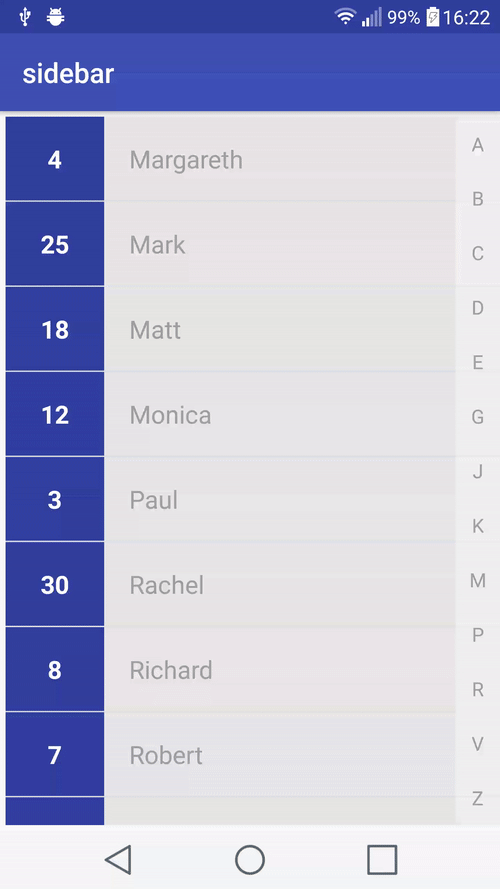 99% 16:22
sidebar
4 Margareth
25 Mark
18 Matt
12 Monica
3 Paul
30 Rachel
8 Richard
7 Robert
A
B
C
D
E
G
J
K
M
P
R
V
Z